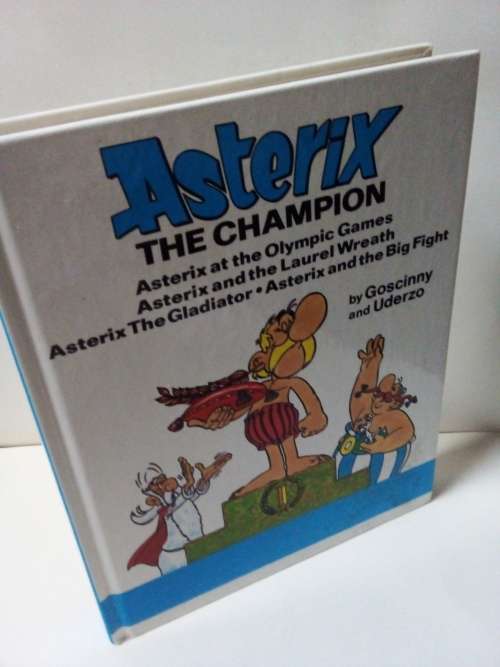 Asterix
THE CHAMPION
Asterix at the Olympic Games
Asterix and the Laurel Wreath
Asterix The Gladiator • Asterix and the Big Fight
by Goscinny
and Uderzo